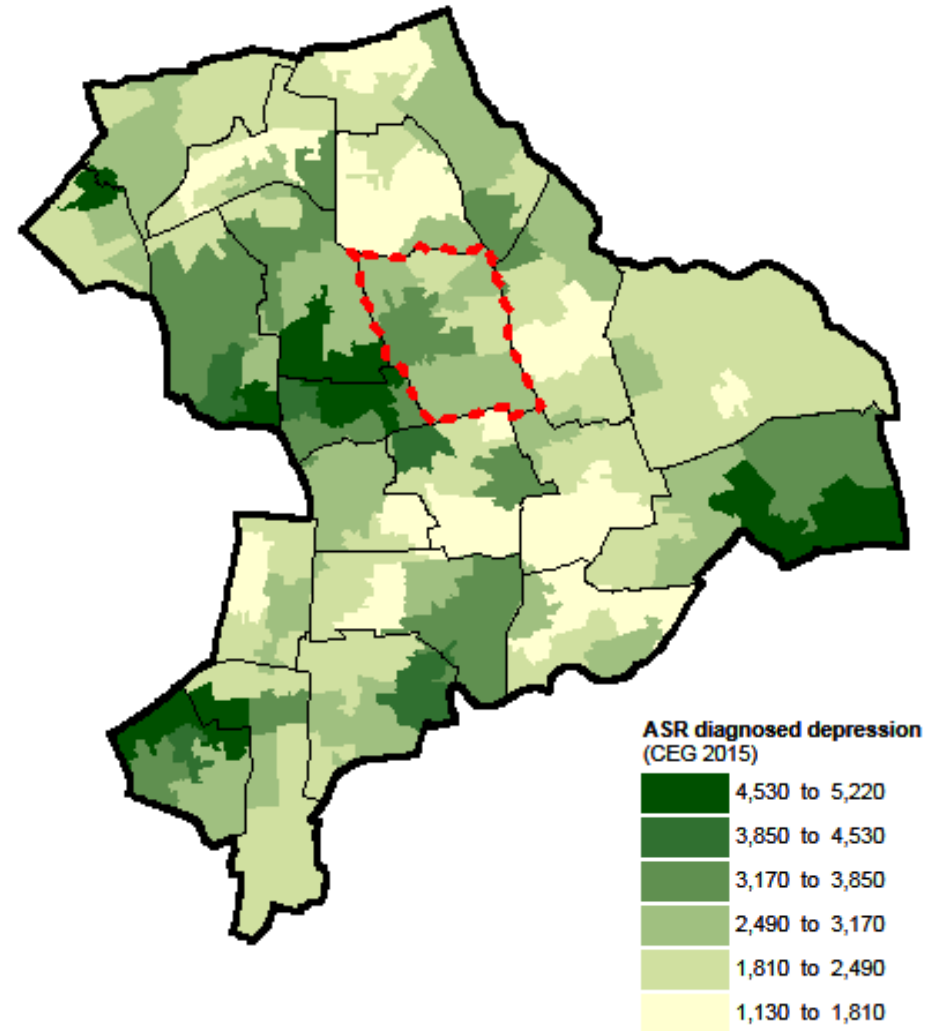 ASR diagnosed depression
(CEG 2015)
4,530 to 5,220
3,850 to 4,530
3,170 to 3,850
2,490 to 3,170
1,810 to 2,490
1,130 to 1,810